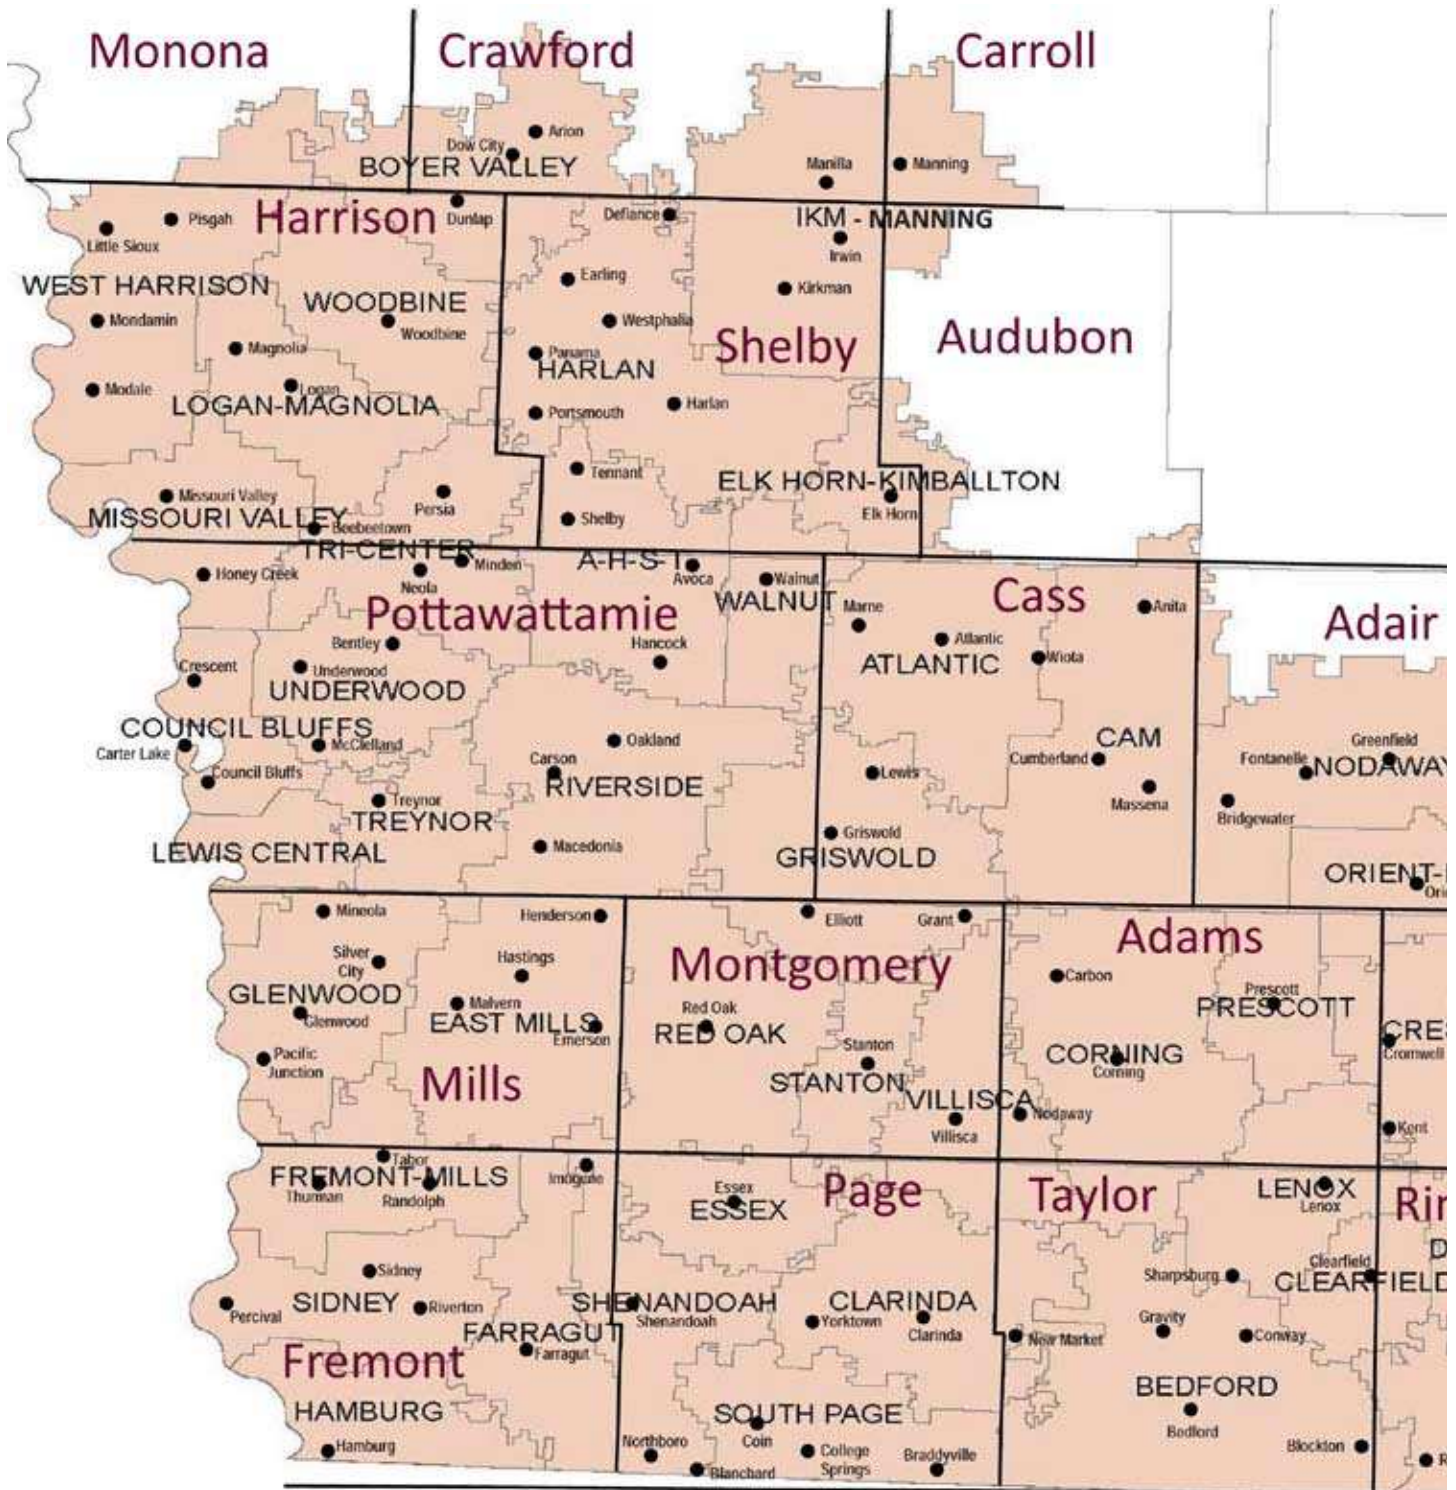 Monona
Crawford
Carroll
Arion
Dow City
BOYER VALLEY
Manilla
Manning
Pisgah
Harrison
Dunlap
Defiance
IKM - MANNING
Little Sioux
Irwin
Earling
WEST HARRISON
WOODBINE
Kirkman
Mondamin
Woodbine
Westphalia
Shelby
Audubon
Magnolia
Panama
HARLAN
Modale
Logan
LOGAN-MAGNOLIA
Harlan
Portsmouth
Tennant
ELK HORN-KIMBALLTON
Missouri Valley
Persia
Elk Horn
MISSOURI VALLEY
Beebeetown
Shelby
TRI-CENTER
Minden
A-H-S-T
Honey Creek
Neola
Avoca
Walnut
WALNUT
Cass
Pottawattamie
Marne
Anita
Adair
Bentley
Hancock
Atlantic
Crescent
Underwood
ATLANTIC
Wiota
UNDERWOOD
COUNCIL BLUFFS
Carter Lake
McClelland
Oakland
CAM
Carson
Cumberland
Greenfield
Council Bluffs
Lewis
Fontanelle
NODAWAY
RIVERSIDE
Massena
Treynor
TREYNOR
Bridgewater
Griswold
LEWIS CENTRAL
Macedonia
GRISWOLD
ORIENT-
Ori
Mineola
Henderson
Elliott
Grant
Adams
Silver
City
Hastings
Montgomery
Carbon
GLENWOOD
Malvern
Prescott
PRESCOTT
Glenwood
EAST MILLS
Emerson
Red Oak
RED OAK
CRES
Pacific
Junction
Stanton
STANTON
CORNING
Corning
Cromwell
Mills
VILLISCA
Nodaway
Villisca
Kent
Tabor
FREMONT-MILLS
Imogene
Thurman
Randolph
Essex
ESSEX
Page
Taylor
LENOX
Lenox
Rin
D
Sidney
Sharpsburg
Clearfield
CLEARFIELD
Percival
SIDNEY
Riverton
SHENANDOAH
Shenandoah
CLARINDA
Yorktown
Clarinda
Gravity
FARRAGUT
Farragut
New Market
Conway
Fremont
BEDFORD
HAMBURG
SOUTH PAGE
Coin
Bedford
Hamburg
Northboro
College
Springs
Braddyville
Blockton
Blanchard
R